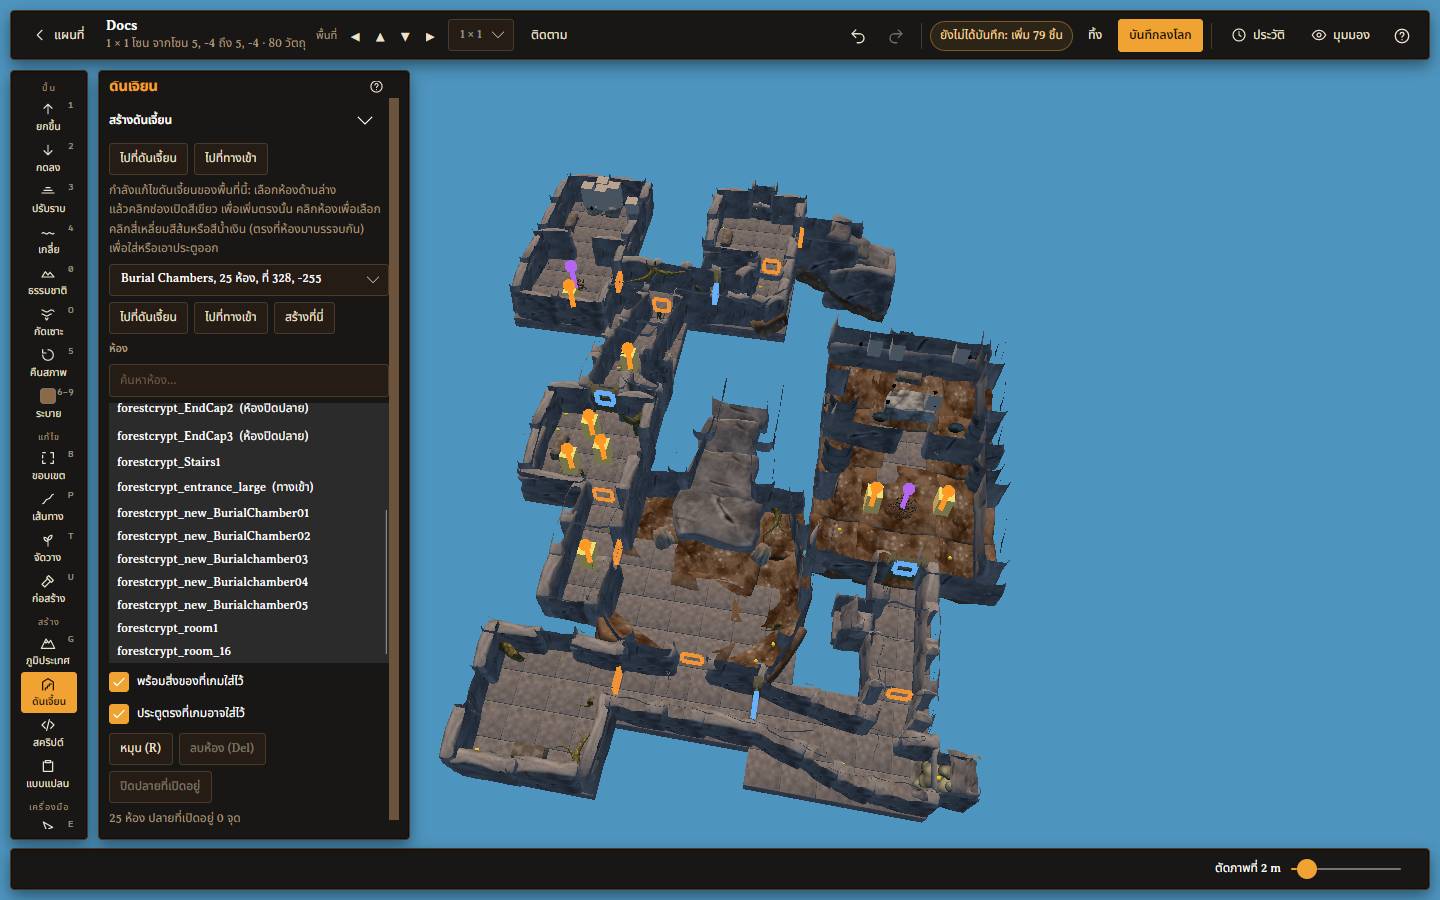 แผนที่
Docs
1 × 1 โซน จากโซน 5, -4 ถึง 5, -4 · 80 วัตถุ
พื้นที่
1 × 1
ติดตาม
ยังไม่ได้บันทึก: เพิ่ม 79 ชิ้น
ทิ้ง
บันทึกลงโลก
ประวัติ
มุมมอง
ปั้น
1
ยกขึ้น
2
กดลง
3
ปรับราบ
4
เกลี่ย
0
ธรรมชาติ
O
กัดเซาะ
5
คืนสภาพ
6–9
ระบาย
แก้ไข
B
ขอบเขต
P
เส้นทาง
T
จัดวาง
U
ก่อสร้าง
สร้าง
G
ภูมิประเทศ
ดันเจี้ยน
สคริปต์
แบบแปลน
เครื่องมือ
E
ดันเจียน
สร้างดันเจี้ยน
ไปที่ดันเจี้ยน
ไปที่ทางเข้า
กำลังแก้ไขดันเจี้ยนของพื้นที่นี้: เลือกห้องด้านล่าง
แล้วคลิกช่องเปิดสีเขียว เพื่อเพิ่มตรงนั้น คลิกห้องเพื่อเลือก
คลิกสี่เหลี่ยมสีส้มหรือสีน้ำเงิน (ตรงที่ห้องมาบรรจบกัน)
เพื่อใส่หรือเอาประตูออก
Burial Chambers, 25 ห้อง, ที่ 328, -255
ไปที่ดันเจี้ยน
ไปที่ทางเข้า
สร้างที่นี่
ห้อง
ค้นหาห้อง...
forestcrypt_EndCap2 (ห้องปิดปลาย)
forestcrypt_EndCap3 (ห้องปิดปลาย)
forestcrypt_Stairs1
forestcrypt_entrance_large (ทางเข้า)
forestcrypt_new_BurialChamber01
forestcrypt_new_BurialChamber02
forestcrypt_new_Burialchamber03
forestcrypt_new_Burialchamber04
forestcrypt_new_Burialchamber05
forestcrypt_room1
forestcrypt_room_16
พร้อมสิ่งของที่เกมใส่ไว้
ประตูตรงที่เกมอาจใส่ไว้
หมุน (R)
ลบห้อง (Del)
ปิดปลายที่เปิดอยู่
25 ห้อง ปลายที่เปิดอยู่ 0 จุด
ตัดภาพที่ 2 m